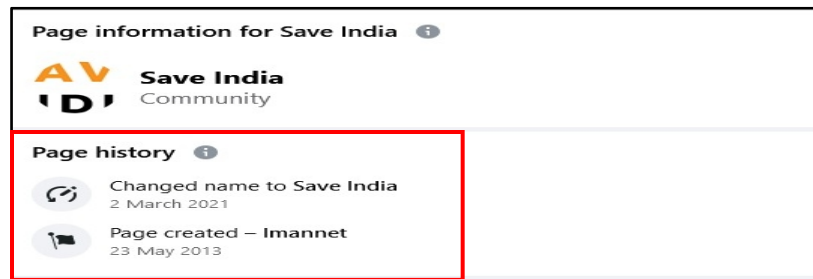 Page information for Save India
AV
Save India
'D'
Community
Page history
Changed name to Save India
2 March 2021
Page created – Imannet
23 May 2013